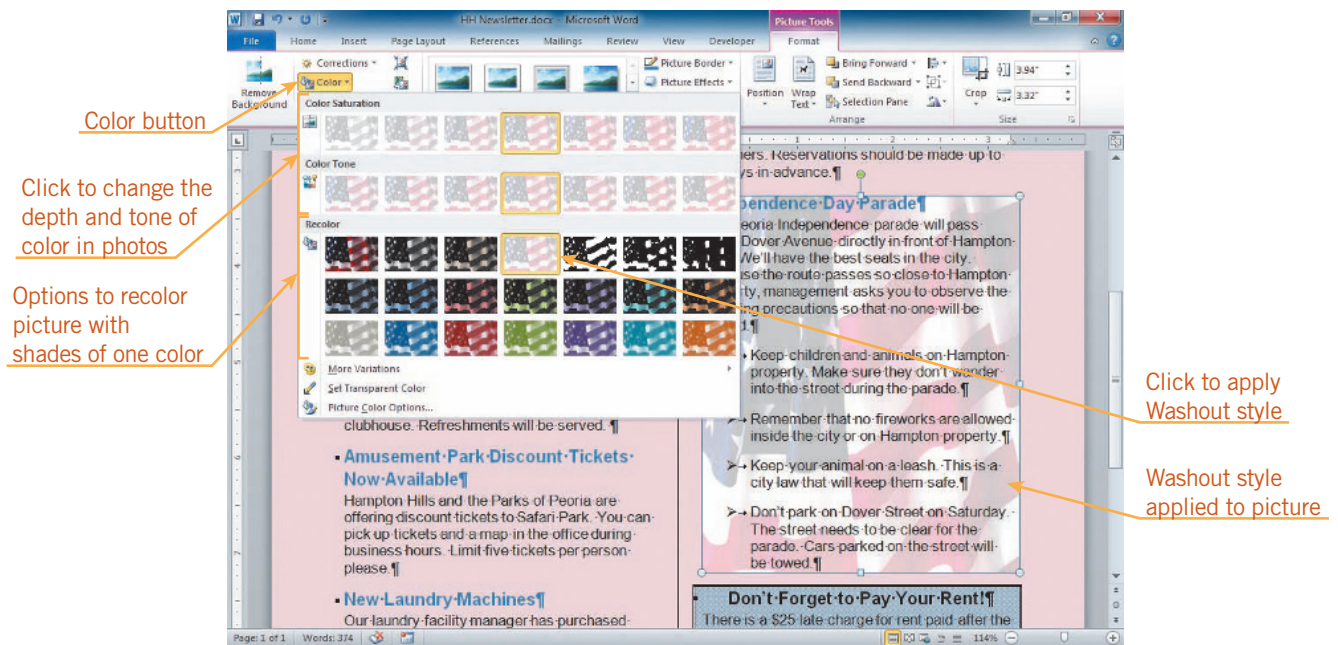 HH Newsletter.docx - Microsoft Word
Picture Tools
File Home Insert Page Layout References Mailings Review View Developer Format
Remove Background
Corrections
Color
Picture Border
Picture Effects
Position
Wrap Text
Bring Forward
Send Backward
Selection Pane
Arrange
Crop
3.94"
3.32"
Size
Color Saturation
Color Tone
Recolor
More Variations
Set Transparent Color
Picture Color Options...
Color button
Click to change the
depth and tone of
color in photos
Options to recolor
picture with
shades of one color
clubhouse. Refreshments will be served. ¶
Amusement·Park·Discount·Tickets·
Now·Available¶
Hampton Hills and the Parks of Peoria are
offering discount tickets to Safari Park. You can
pick up tickets and a map in the office during
business hours. Limit five tickets per person
please.¶
New·Laundry·Machines¶
Our laundry facility manager has purchased
1 2 3
ers. Reservations should be made up to
ys in advance.¶
pendence·Day·Parade¶
eoria Independence parade will pass
Dover Avenue directly in front of Hampton
We'll have the best seats in the city.
use the route passes so close to Hampton
rty, management asks you to observe the
ng precautions so that no one will be
d.¶
Keep children and animals on Hampton
property. Make sure they don't wander
into the street during the parade.¶
Remember that no fireworks are allowed
inside the city or on Hampton property.¶
Keep your animal on a leash. This is a
city law that will keep them safe.¶
Don't park on Dover Street on Saturday.
The street needs to be clear for the
parade. Cars parked on the street will
be towed.¶
Don't·Forget·to·Pay·Your·Rent!¶
There is a $25 late charge for rent paid after the
Click to apply
Washout style
Washout style
applied to picture
Page: 1 of 1 Words: 374 114%